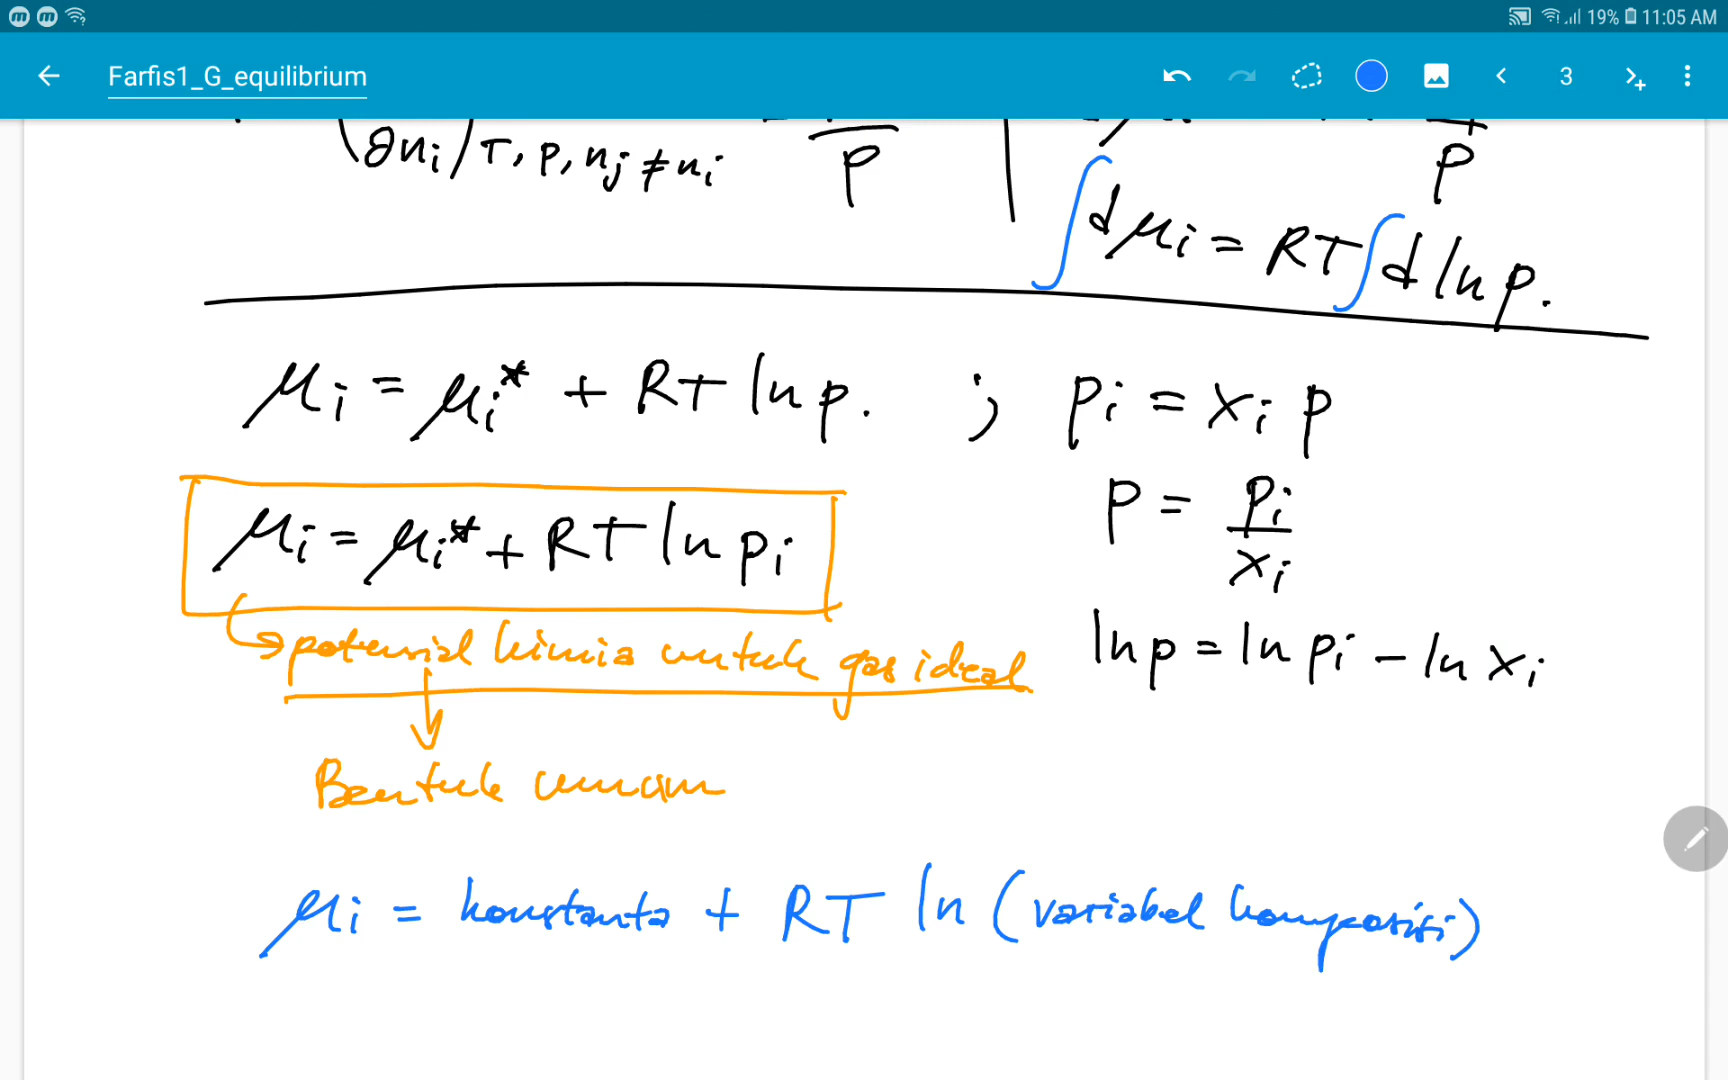 19% 11:05 AM
Farfis1_G_equilibrium 3
(∂ni)T, p, nj ≠ ni p p
∫dμi = RT∫d ln p.
μi = μi* + RT ln p. ; pi = xi p
p = pi/xi
μi = μi* + RT ln pi
ln p = ln pi - ln xi
potensial kimia untuk gas ideal
Bentuk umum
μi = konstanta + RT ln (variabel komposisi)